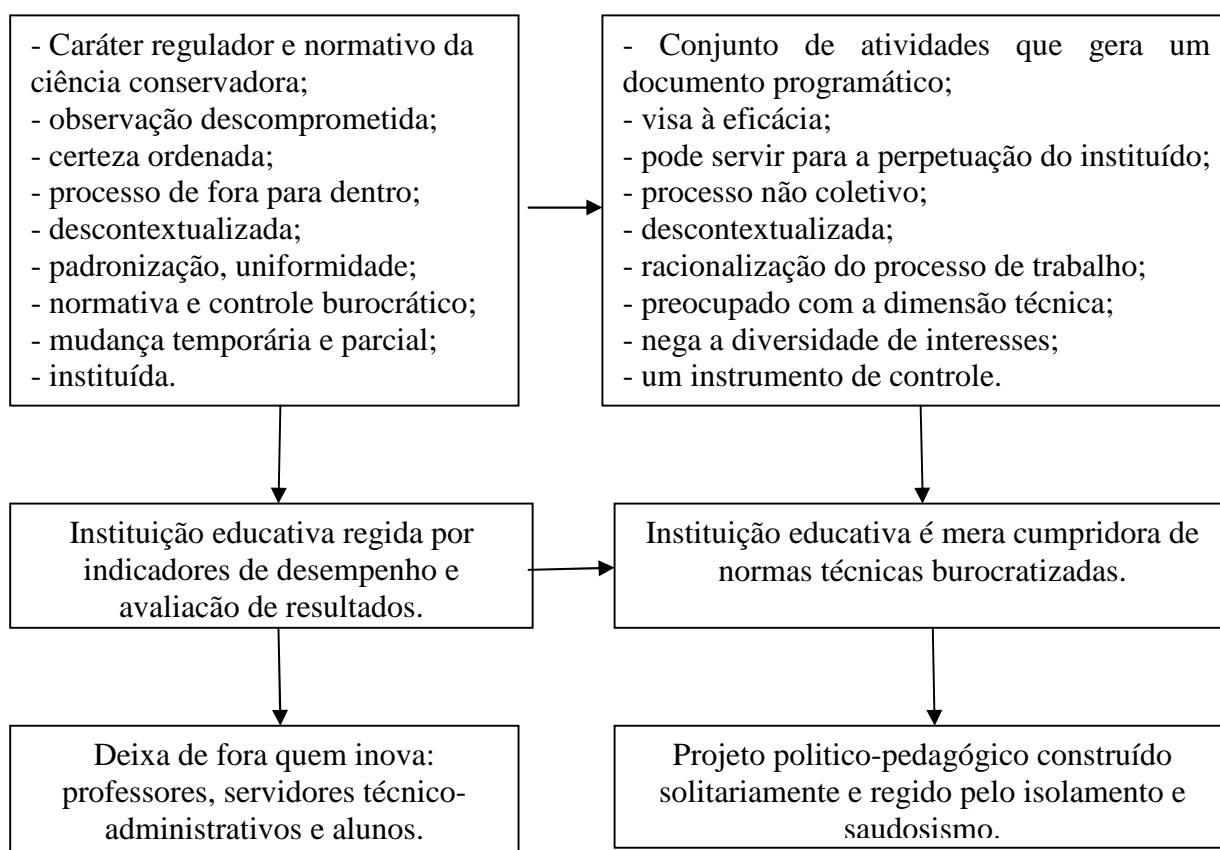 - Caráter regulador e normativo da
ciência conservadora;
- observação descomprometida;
- certeza ordenada;
- processo de fora para dentro;
- descontextualizada;
- padronização, uniformidade;
- normativa e controle burocrático;
- mudança temporária e parcial;
- instituída.
- Conjunto de atividades que gera um
documento programático;
- visa à eficácia;
- pode servir para a perpetuação do instituído;
- processo não coletivo;
- descontextualizada;
- racionalização do processo de trabalho;
- preocupado com a dimensão técnica;
- nega a diversidade de interesses;
- um instrumento de controle.
Instituição educativa regida por
indicadores de desempenho e
avaliação de resultados.
Instituição educativa é mera cumpridora de
normas técnicas burocratizadas.
Deixa de fora quem inova:
professores, servidores técnico-
administrativos e alunos.
Projeto politico-pedagógico construído
solitariamente e regido pelo isolamento e
saudosismo.